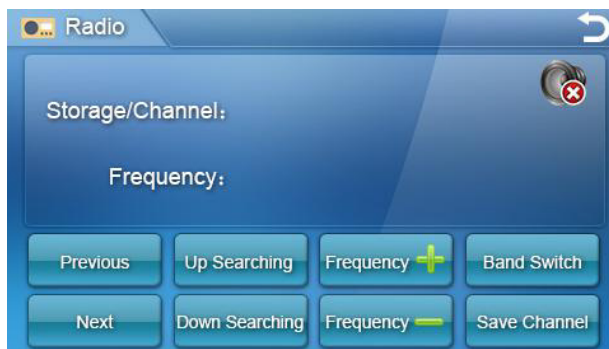 Radio
Storage/Channel:
Frequency:
Previous
Up Searching
Frequency
Band Switch
Next
Down Searching
Frequency
Save Channel